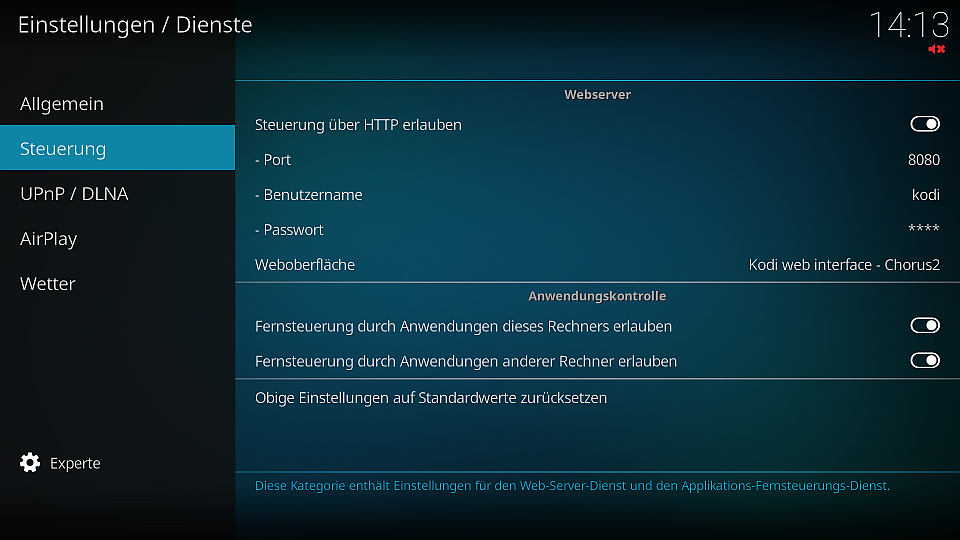 Einstellungen / Dienste
14:13
Allgemein
Steuerung
UPnP / DLNA
AirPlay
Wetter
Experte
Webserver
Steuerung über HTTP erlauben
- Port 8080
- Benutzername kodi
- Passwort ****
Weboberfläche Kodi web interface - Chorus2
Anwendungskontrolle
Fernsteuerung durch Anwendungen dieses Rechners erlauben
Fernsteuerung durch Anwendungen anderer Rechner erlauben
Obige Einstellungen auf Standardwerte zurücksetzen
Diese Kategorie enthält Einstellungen für den Web-Server-Dienst und den Applikations-Fernsteuerungs-Dienst.